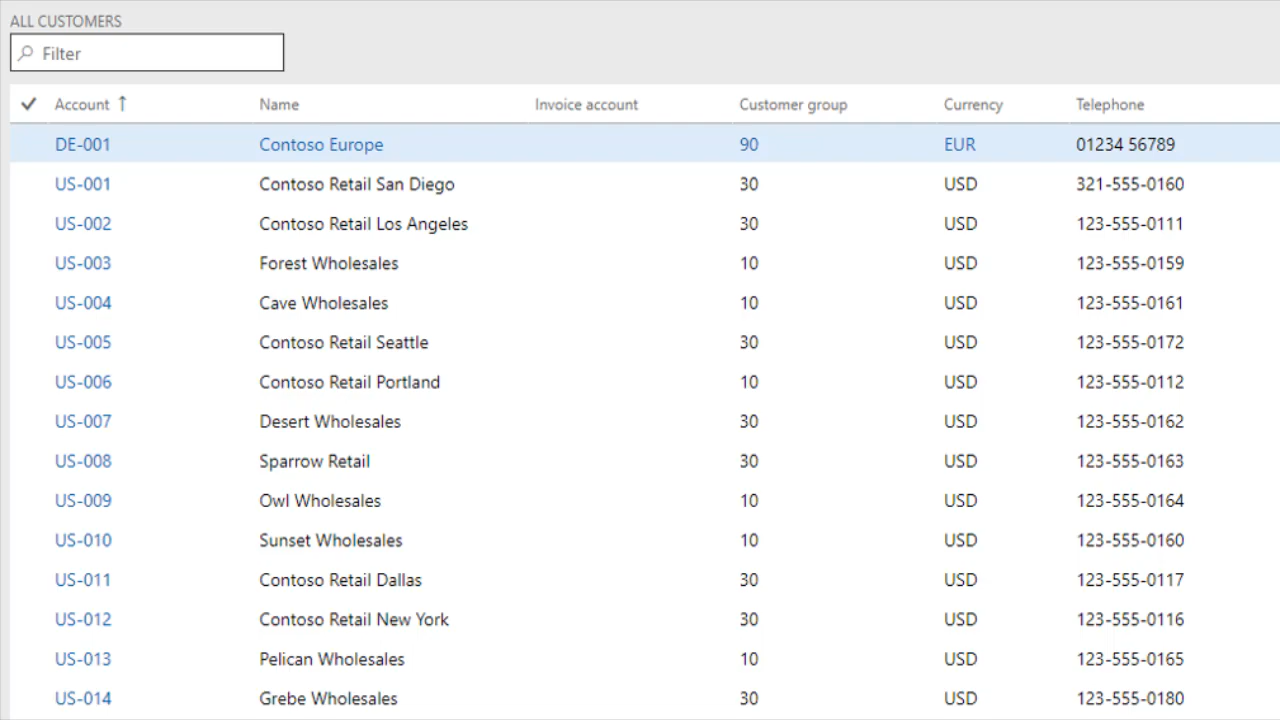 ALL CUSTOMERS
Filter
Account ↑ Name Invoice account Customer group Currency Telephone
DE-001 Contoso Europe 90 EUR 01234 56789
US-001 Contoso Retail San Diego 30 USD 321-555-0160
US-002 Contoso Retail Los Angeles 30 USD 123-555-0111
US-003 Forest Wholesales 10 USD 123-555-0159
US-004 Cave Wholesales 10 USD 123-555-0161
US-005 Contoso Retail Seattle 30 USD 123-555-0172
US-006 Contoso Retail Portland 10 USD 123-555-0112
US-007 Desert Wholesales 30 USD 123-555-0162
US-008 Sparrow Retail 30 USD 123-555-0163
US-009 Owl Wholesales 10 USD 123-555-0164
US-010 Sunset Wholesales 10 USD 123-555-0160
US-011 Contoso Retail Dallas 30 USD 123-555-0117
US-012 Contoso Retail New York 30 USD 123-555-0116
US-013 Pelican Wholesales 10 USD 123-555-0165
US-014 Grebe Wholesales 30 USD 123-555-0180